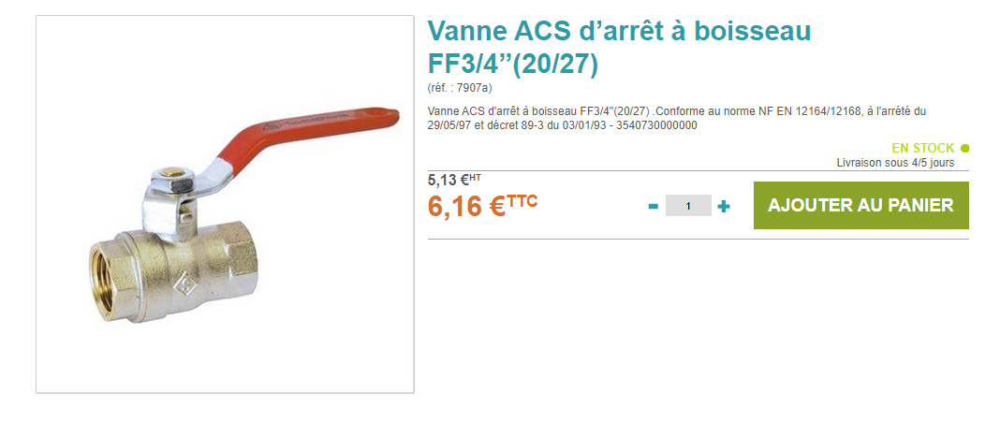 Vanne ACS d’arrêt à boisseau
FF3/4’’(20/27)
(réf. : 7907a)
Vanne ACS d'arrêt à boisseau FF3/4"(20/27) .Conforme au norme NF EN 12164/12168, à l'arrêté du
29/05/97 et décret 89-3 du 03/01/93 - 3540730000000
EN STOCK
Livraison sous 4/5 jours
5,13 €HT
6,16 €TTC
- 1 +
AJOUTER AU PANIER